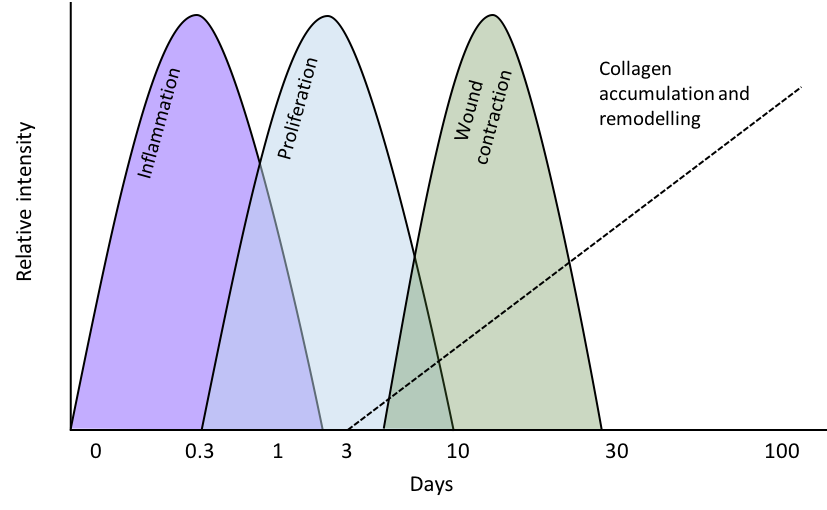 Relative intensity
Inflammation
Proliferation
Wound
contraction
Collagen
accumulation and
remodelling
0 0.3 1 3 10 30 100
Days